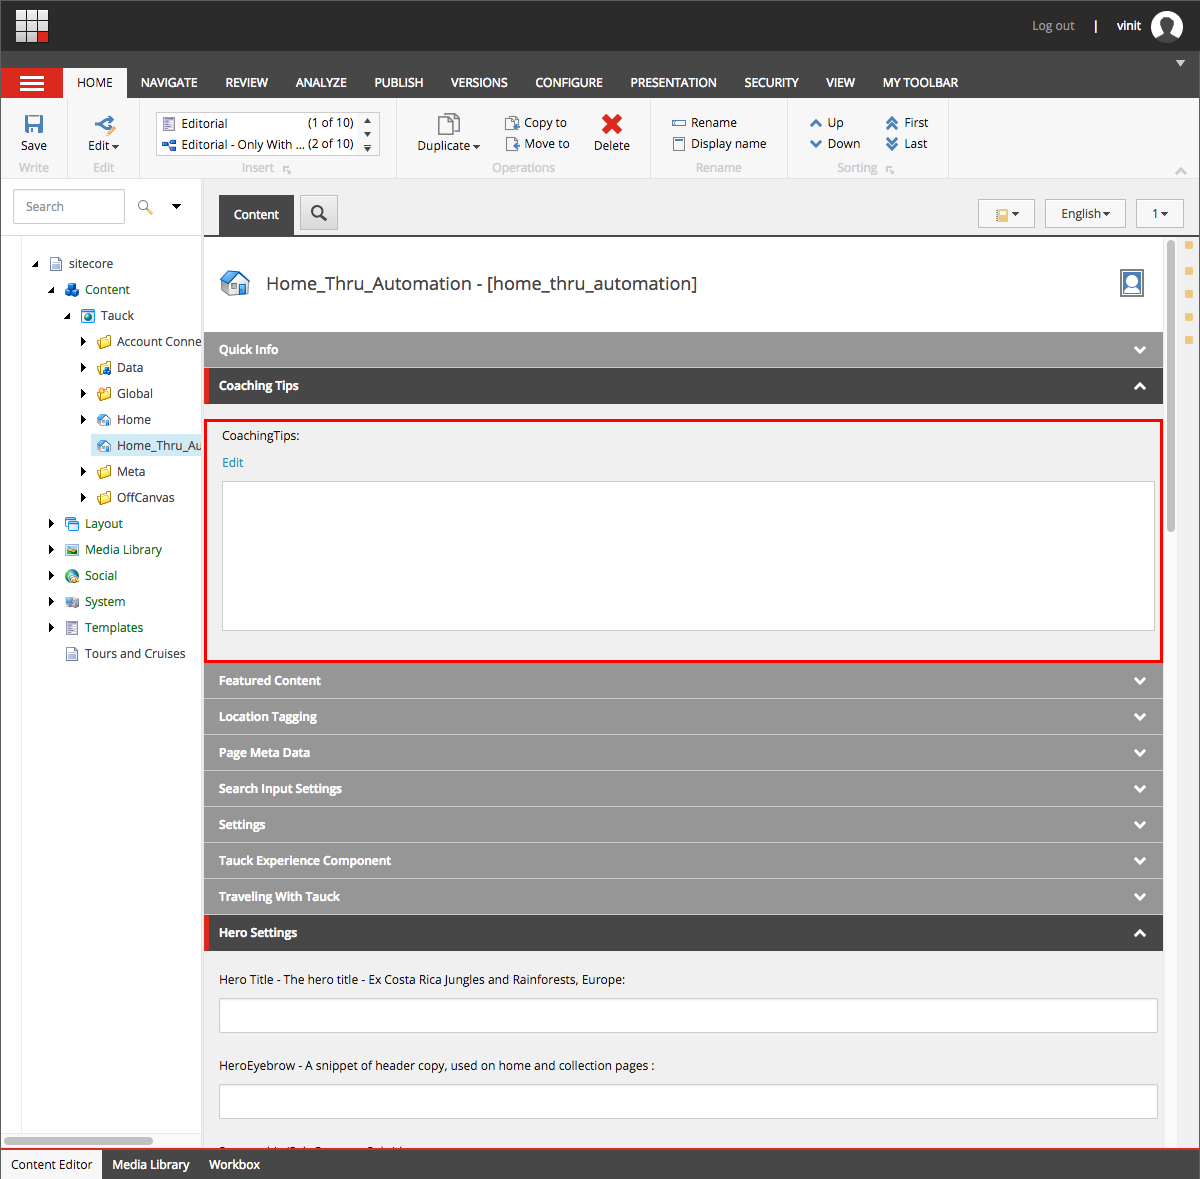 Log out | vinit
HOME NAVIGATE REVIEW ANALYZE PUBLISH VERSIONS CONFIGURE PRESENTATION SECURITY VIEW MY TOOLBAR
Save
Write
Edit
Edit
Editorial (1 of 10)
Editorial - Only With ... (2 of 10)
Insert
Duplicate
Copy to
Move to
Delete
Operations
Rename
Display name
Rename
Up
Down
First
Last
Sorting
Search
sitecore
Content
Tauck
Account Conne
Data
Global
Home
Home_Thru_Au
Meta
OffCanvas
Layout
Media Library
Social
System
Templates
Tours and Cruises
Content
English
1
Home_Thru_Automation - [home_thru_automation]
Quick Info
Coaching Tips
CoachingTips:
Edit
Featured Content
Location Tagging
Page Meta Data
Search Input Settings
Settings
Tauck Experience Component
Traveling With Tauck
Hero Settings
Hero Title - The hero title - Ex Costa Rica Jungles and Rainforests, Europe:
HeroEyebrow - A snippet of header copy, used on home and collection pages :
Content Editor Media Library Workbox